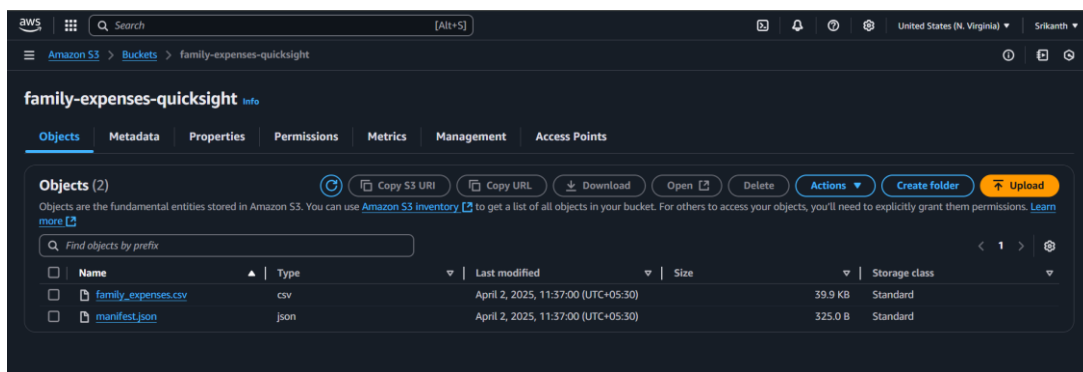 aws Search [Alt+S] United States (N. Virginia) Srikanth
Amazon S3 > Buckets > family-expenses-quicksight
family-expenses-quicksight Info
Objects Metadata Properties Permissions Metrics Management Access Points
Objects (2) Copy S3 URI Copy URL Download Open Delete Actions Create folder Upload
Objects are the fundamental entities stored in Amazon S3. You can use Amazon S3 inventory to get a list of all objects in your bucket. For others to access your objects, you'll need to explicitly grant them permissions. Learn
more
Find objects by prefix < 1 >
Name Type Last modified Size Storage class
family_expenses.csv csv April 2, 2025, 11:37:00 (UTC+05:30) 39.9 KB Standard
manifest.json json April 2, 2025, 11:37:00 (UTC+05:30) 325.0 B Standard